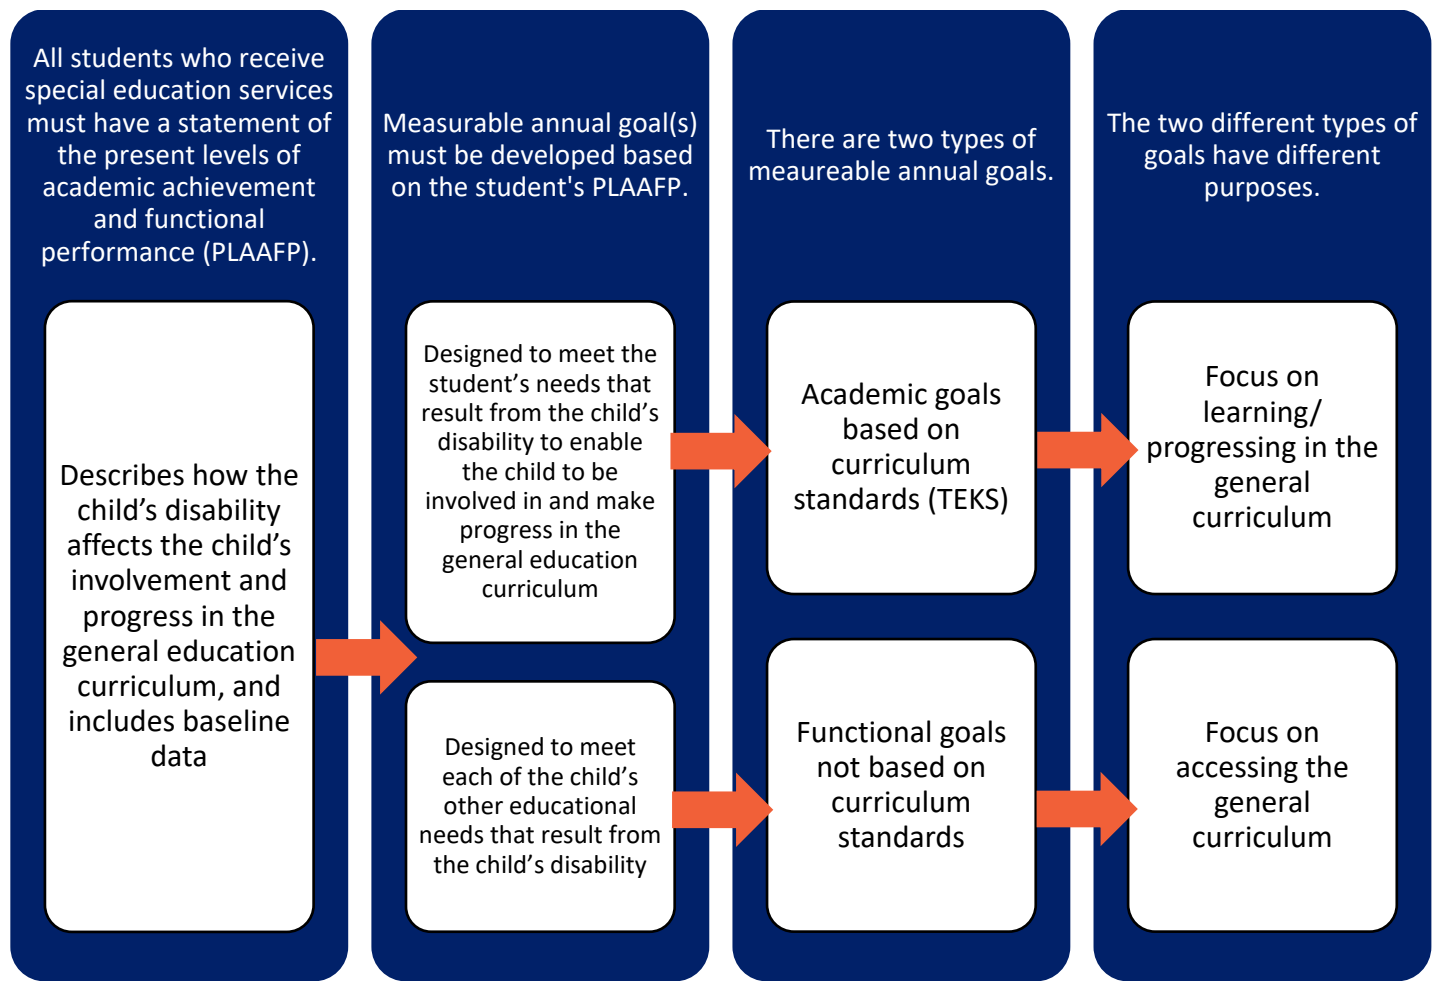 All students who receive
special education services
must have a statement of
the present levels of
academic achievement
and functional
performance (PLAAFP).
Describes how the
child’s disability
affects the child’s
involvement and
progress in the
general education
curriculum, and
includes baseline
data
Measurable annual goal(s)
must be developed based
on the student's PLAAFP.
Designed to meet the
student’s needs that
result from the child’s
disability to enable
the child to be
involved in and make
progress in the
general education
curriculum
Designed to meet
each of the child’s
other educational
needs that result from
the child’s disability
There are two types of
meaureable annual goals.
Academic goals
based on
curriculum
standards (TEKS)
Functional goals
not based on
curriculum
standards
The two different types of
goals have different
purposes.
Focus on
learning/
progressing in the
general
curriculum
Focus on
accessing the
general
curriculum